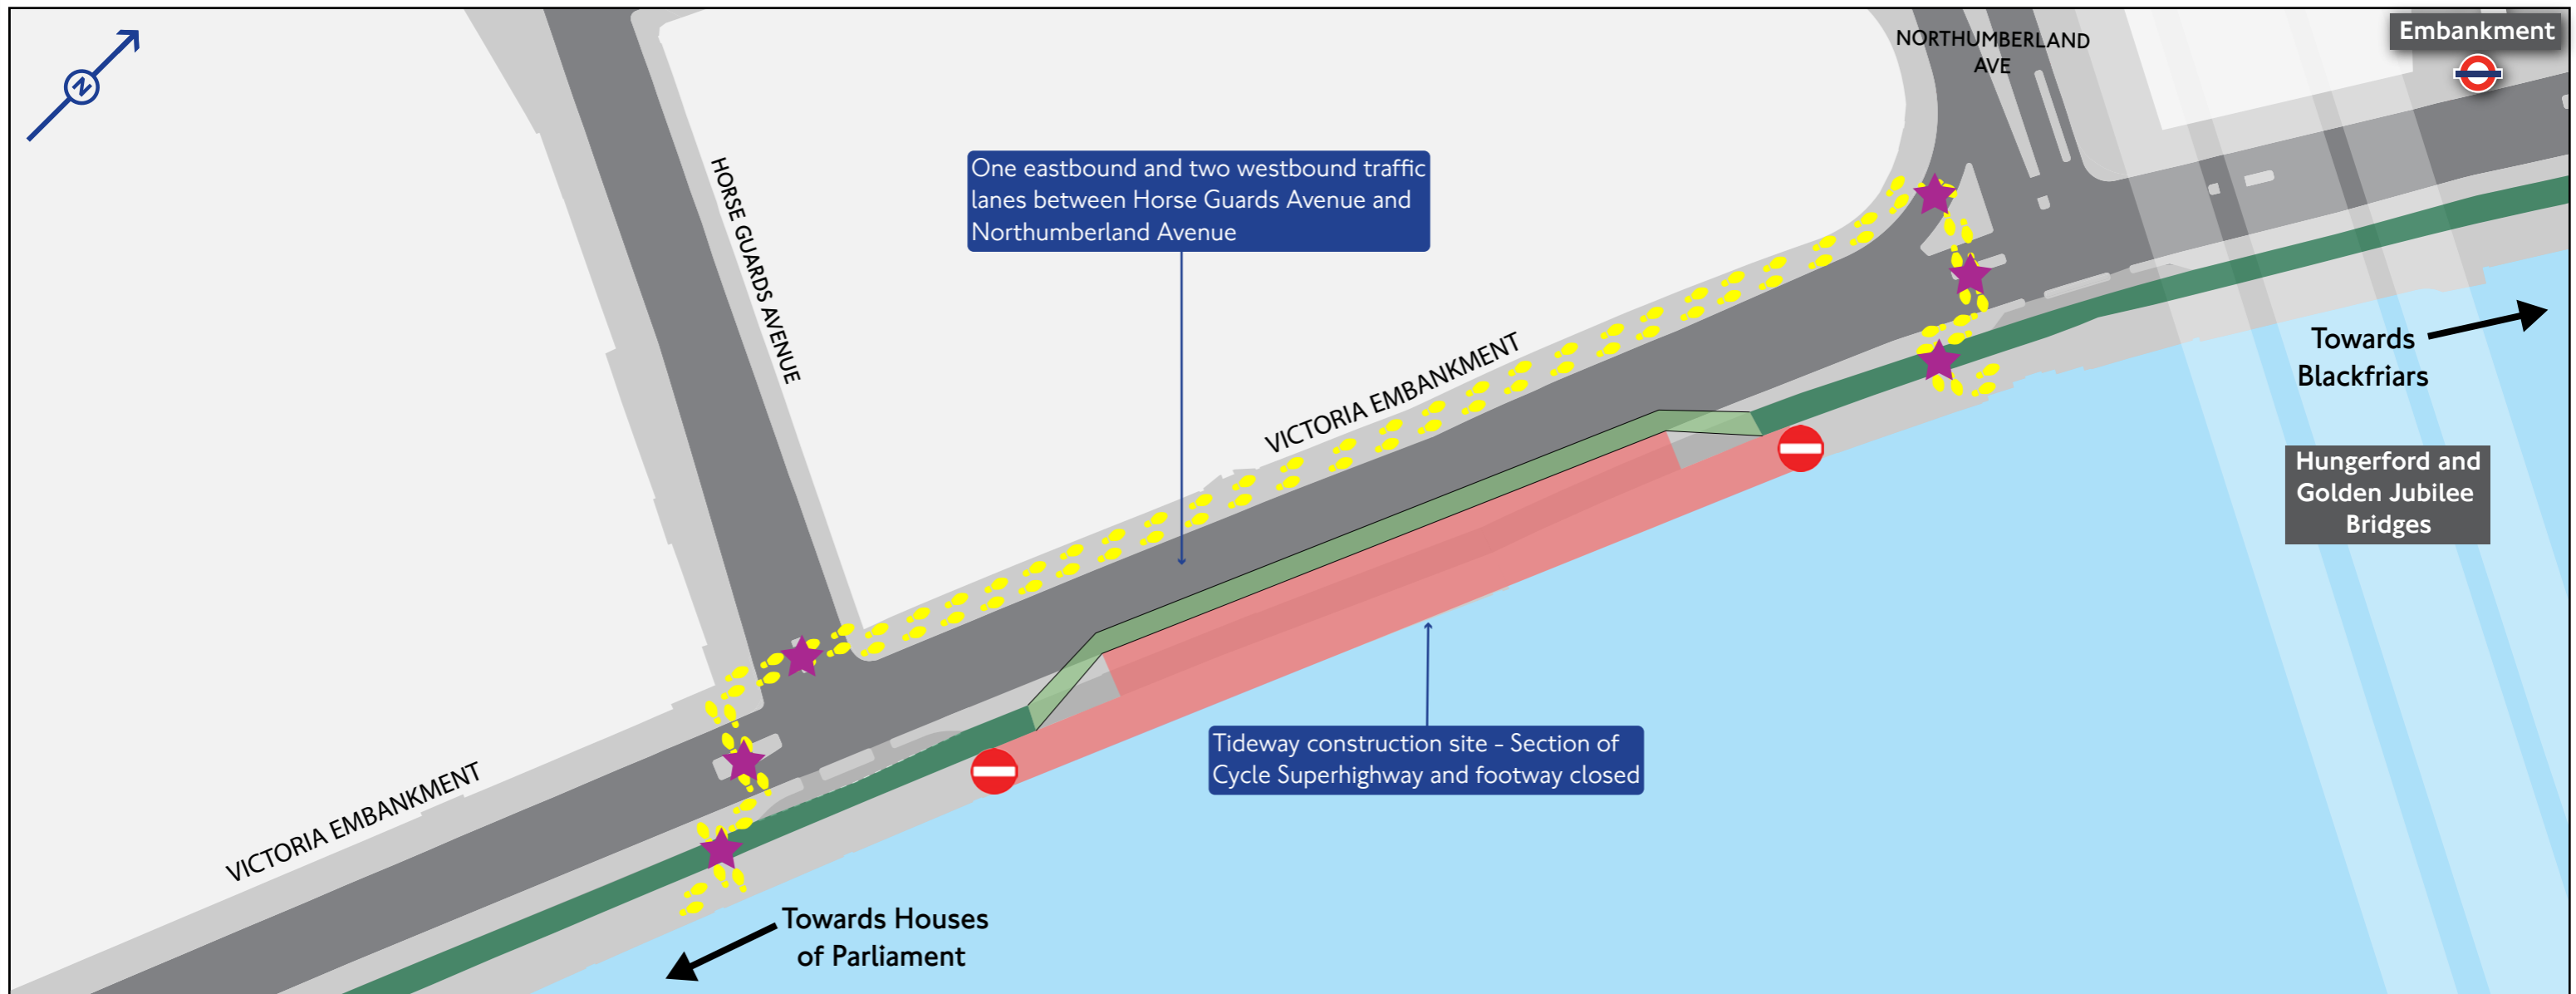 N
NORTHUMBERLAND
AVE
Embankment
HORSE GUARDS AVENUE
One eastbound and two westbound traffic
lanes between Horse Guards Avenue and
Northumberland Avenue
VICTORIA EMBANKMENT
Towards
Blackfriars
Hungerford and
Golden Jubilee
Bridges
Tideway construction site - Section of
Cycle Superhighway and footway closed
VICTORIA EMBANKMENT
Towards Houses
of Parliament